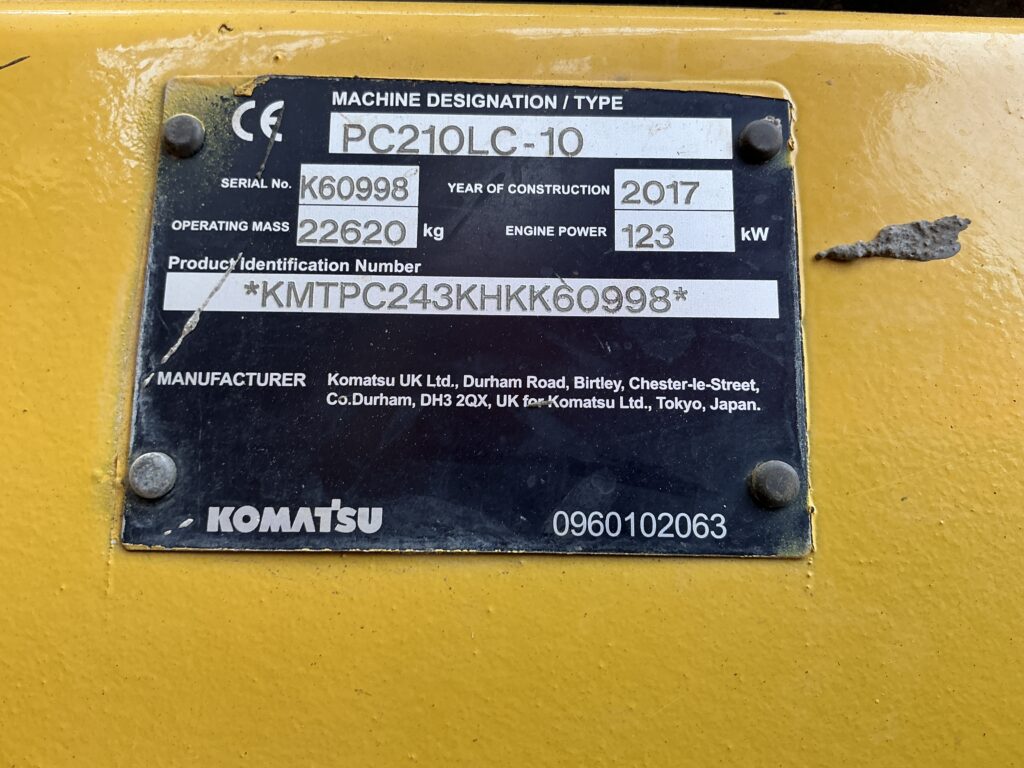 CE
MACHINE DESIGNATION / TYPE
PC210LC-10
SERIAL No. K60998 YEAR OF CONSTRUCTION 2017
OPERATING MASS 22620 kg ENGINE POWER 123 kW
Product Identification Number
*KMTPC243KHKK60998*
MANUFACTURER Komatsu UK Ltd., Durham Road, Birtley, Chester-le-Street,
Co.Durham, DH3 2QX, UK for Komatsu Ltd., Tokyo, Japan.
KOMATSU 0960102063